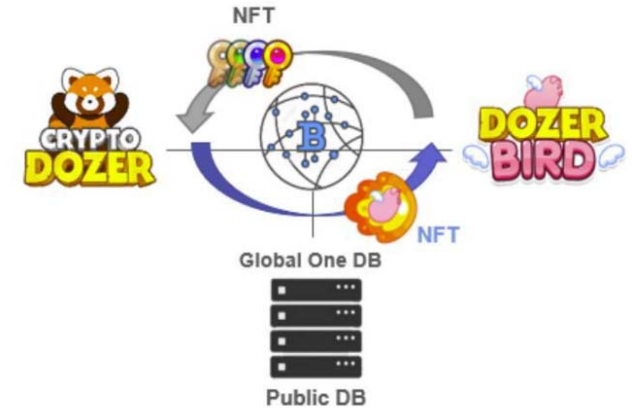 NFT
CRYPTO
DOZER
B
DOZER
BIRD
NFT
Global One DB
Public DB